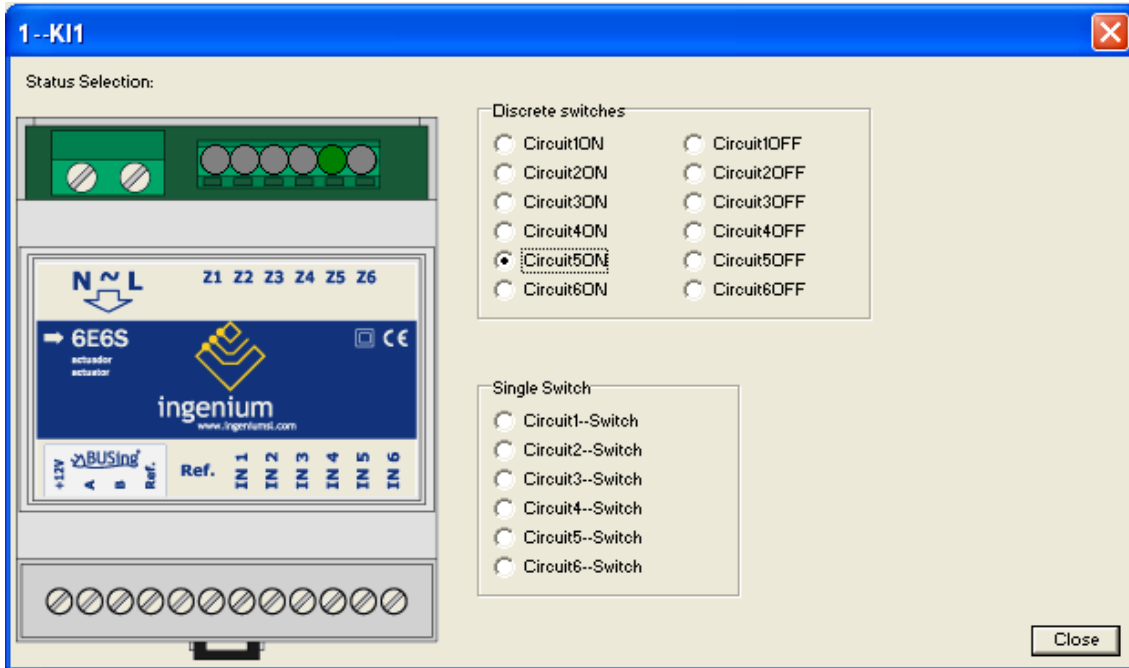 1--KI1
Status Selection:
Discrete switches
Circuit1ON
Circuit1OFF
Circuit2ON
Circuit2OFF
Circuit3ON
Circuit3OFF
Circuit4ON
Circuit4OFF
Circuit5ON
Circuit5OFF
Circuit6ON
Circuit6OFF
N ~ L
Z1 Z2 Z3 Z4 Z5 Z6
6E6S
CE
actuador
actuator
ingenium
www.ingeniumsl.com
+12V
A
B
Ref.
BUSing
Ref.
IN 1
IN 2
IN 3
IN 4
IN 5
IN 6
Single Switch
Circuit1--Switch
Circuit2--Switch
Circuit3--Switch
Circuit4--Switch
Circuit5--Switch
Circuit6--Switch
Close